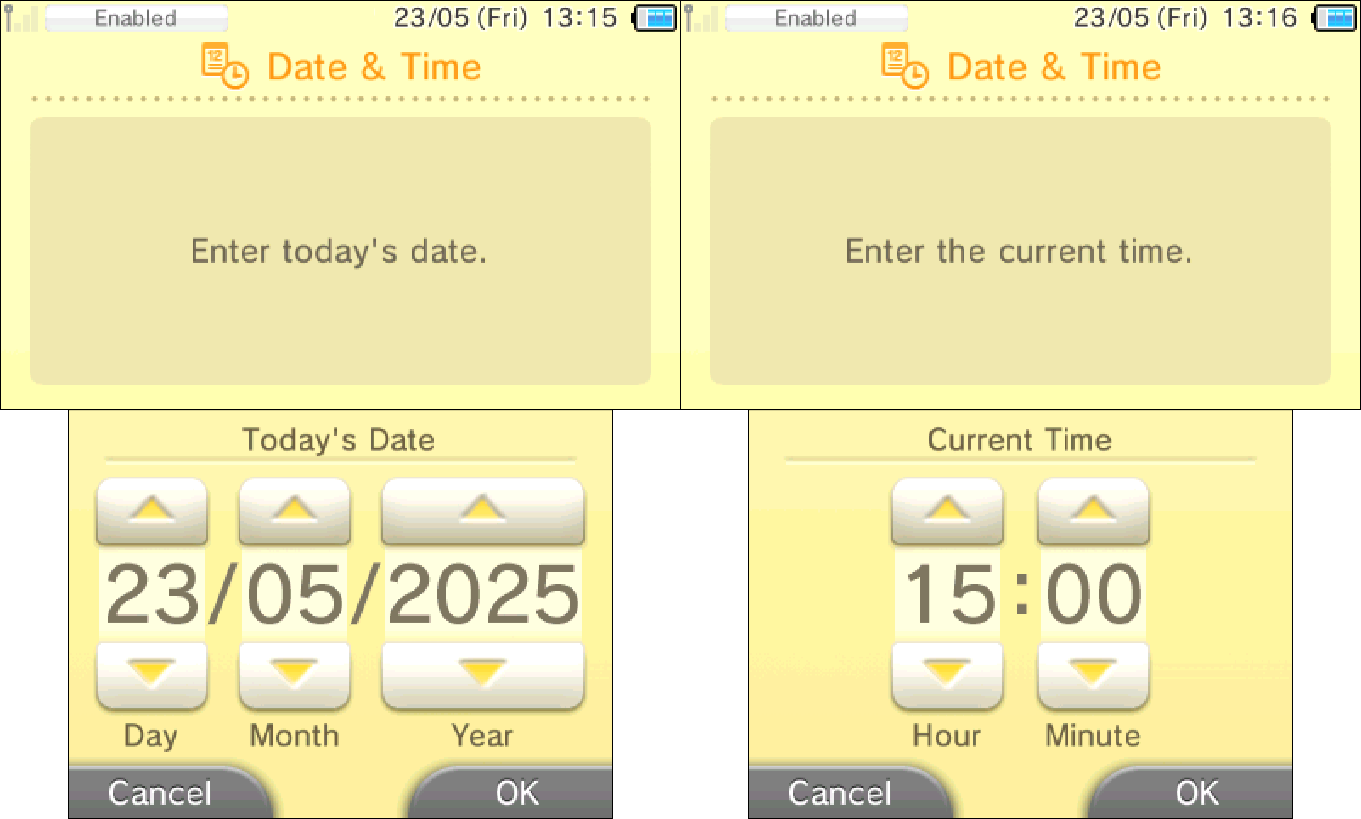 Enabled 23/05 (Fri) 13:15
12 Date & Time
Enter today's date.
Today's Date
23/05/2025
Day Month Year
Cancel OK
Enabled 23/05 (Fri) 13:16
12 Date & Time
Enter the current time.
Current Time
15:00
Hour Minute
Cancel OK